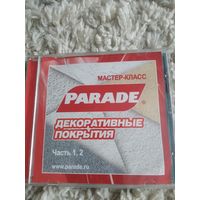 МАСТЕР-КЛАСС
PARADE®
ДЕКОРАТИВНЫЕ
ПОКРЫТИЯ
Часть 1, 2
www.parade.ru